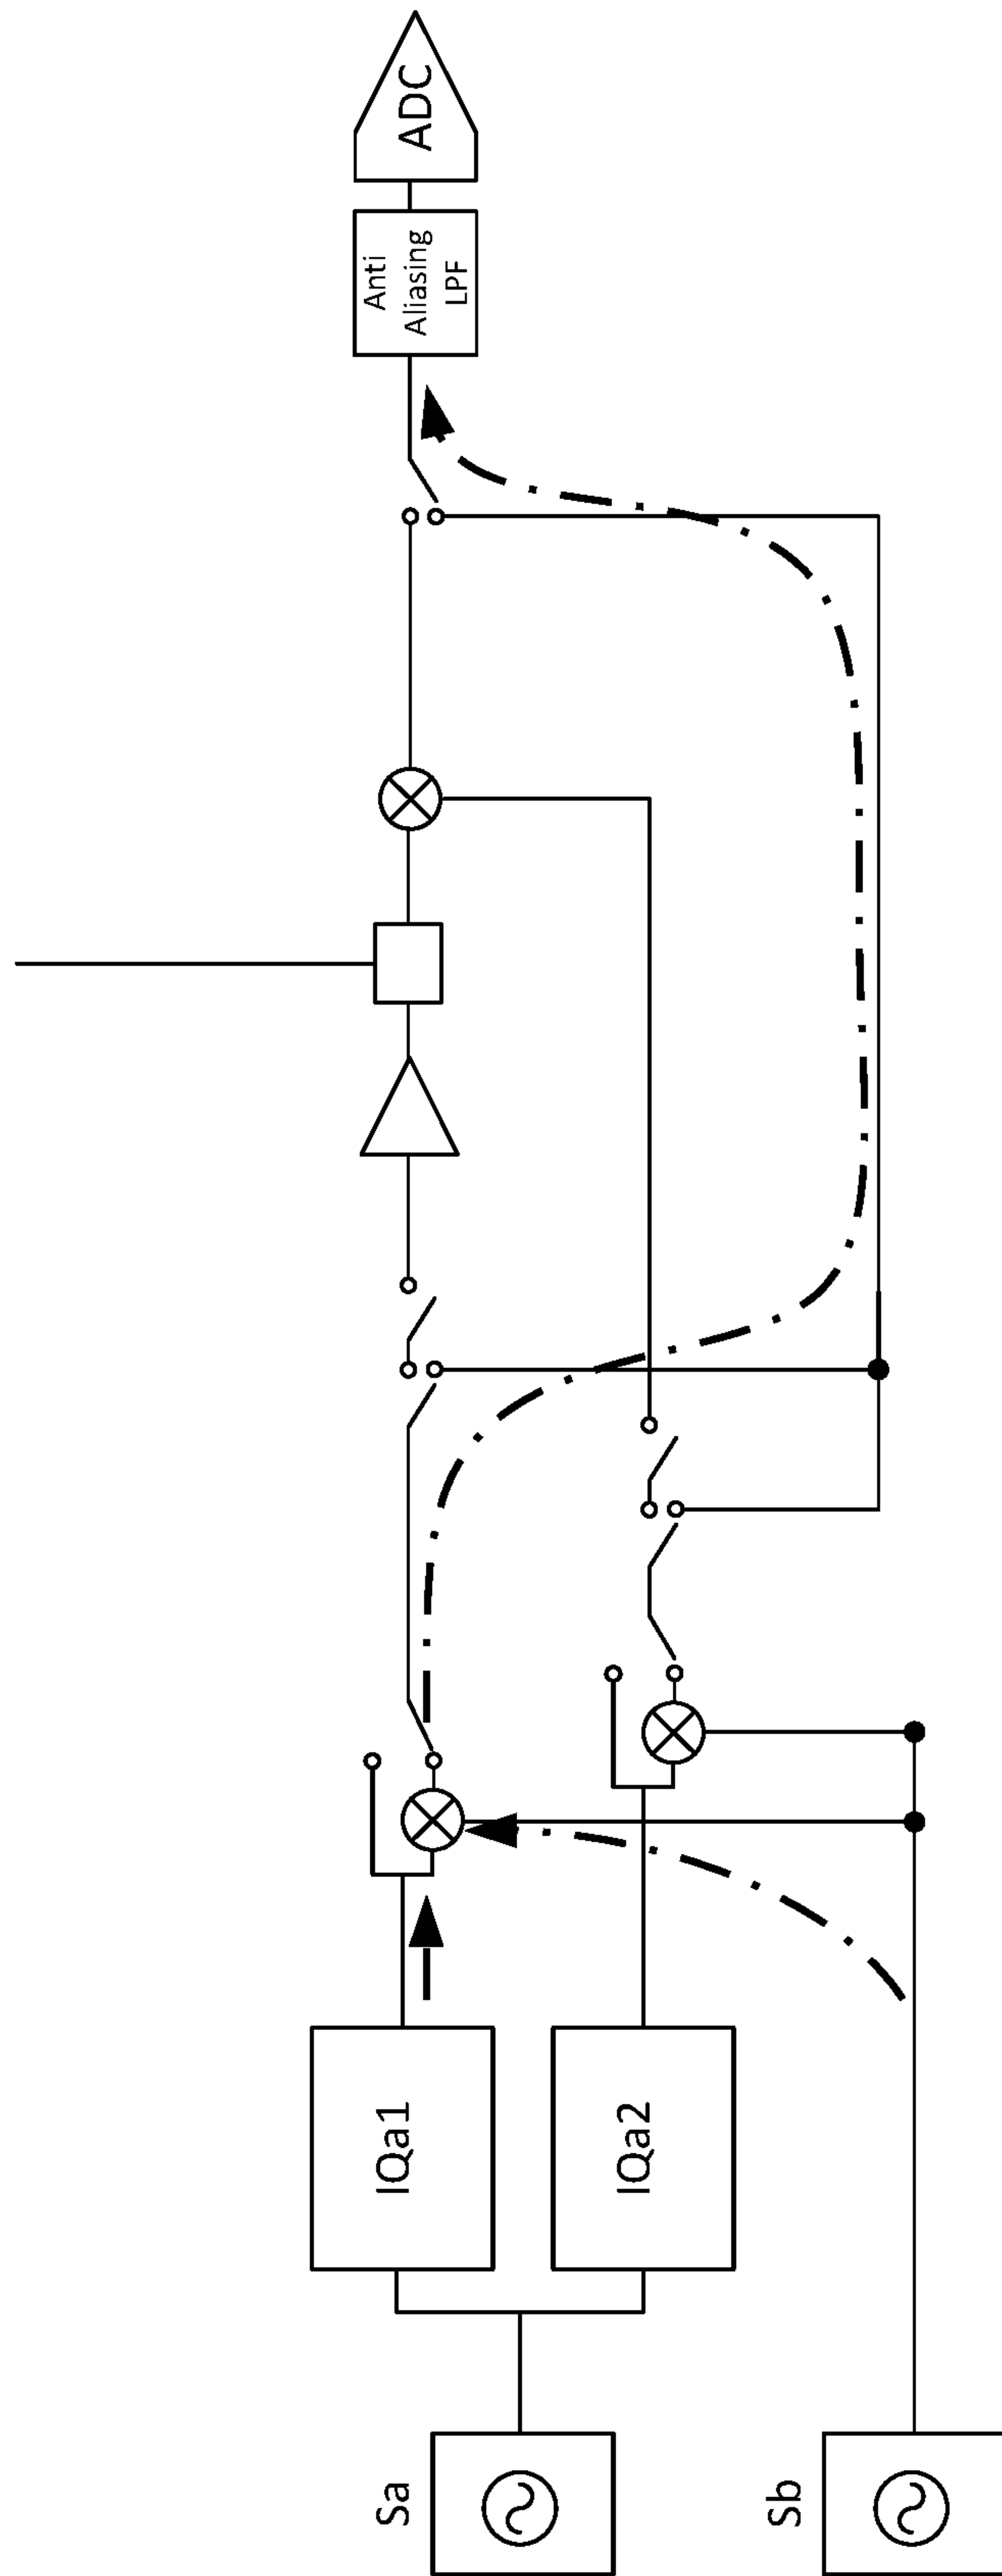 Sa
Sb
IQa1
IQa2
Anti
Aliasing
LPF
ADC